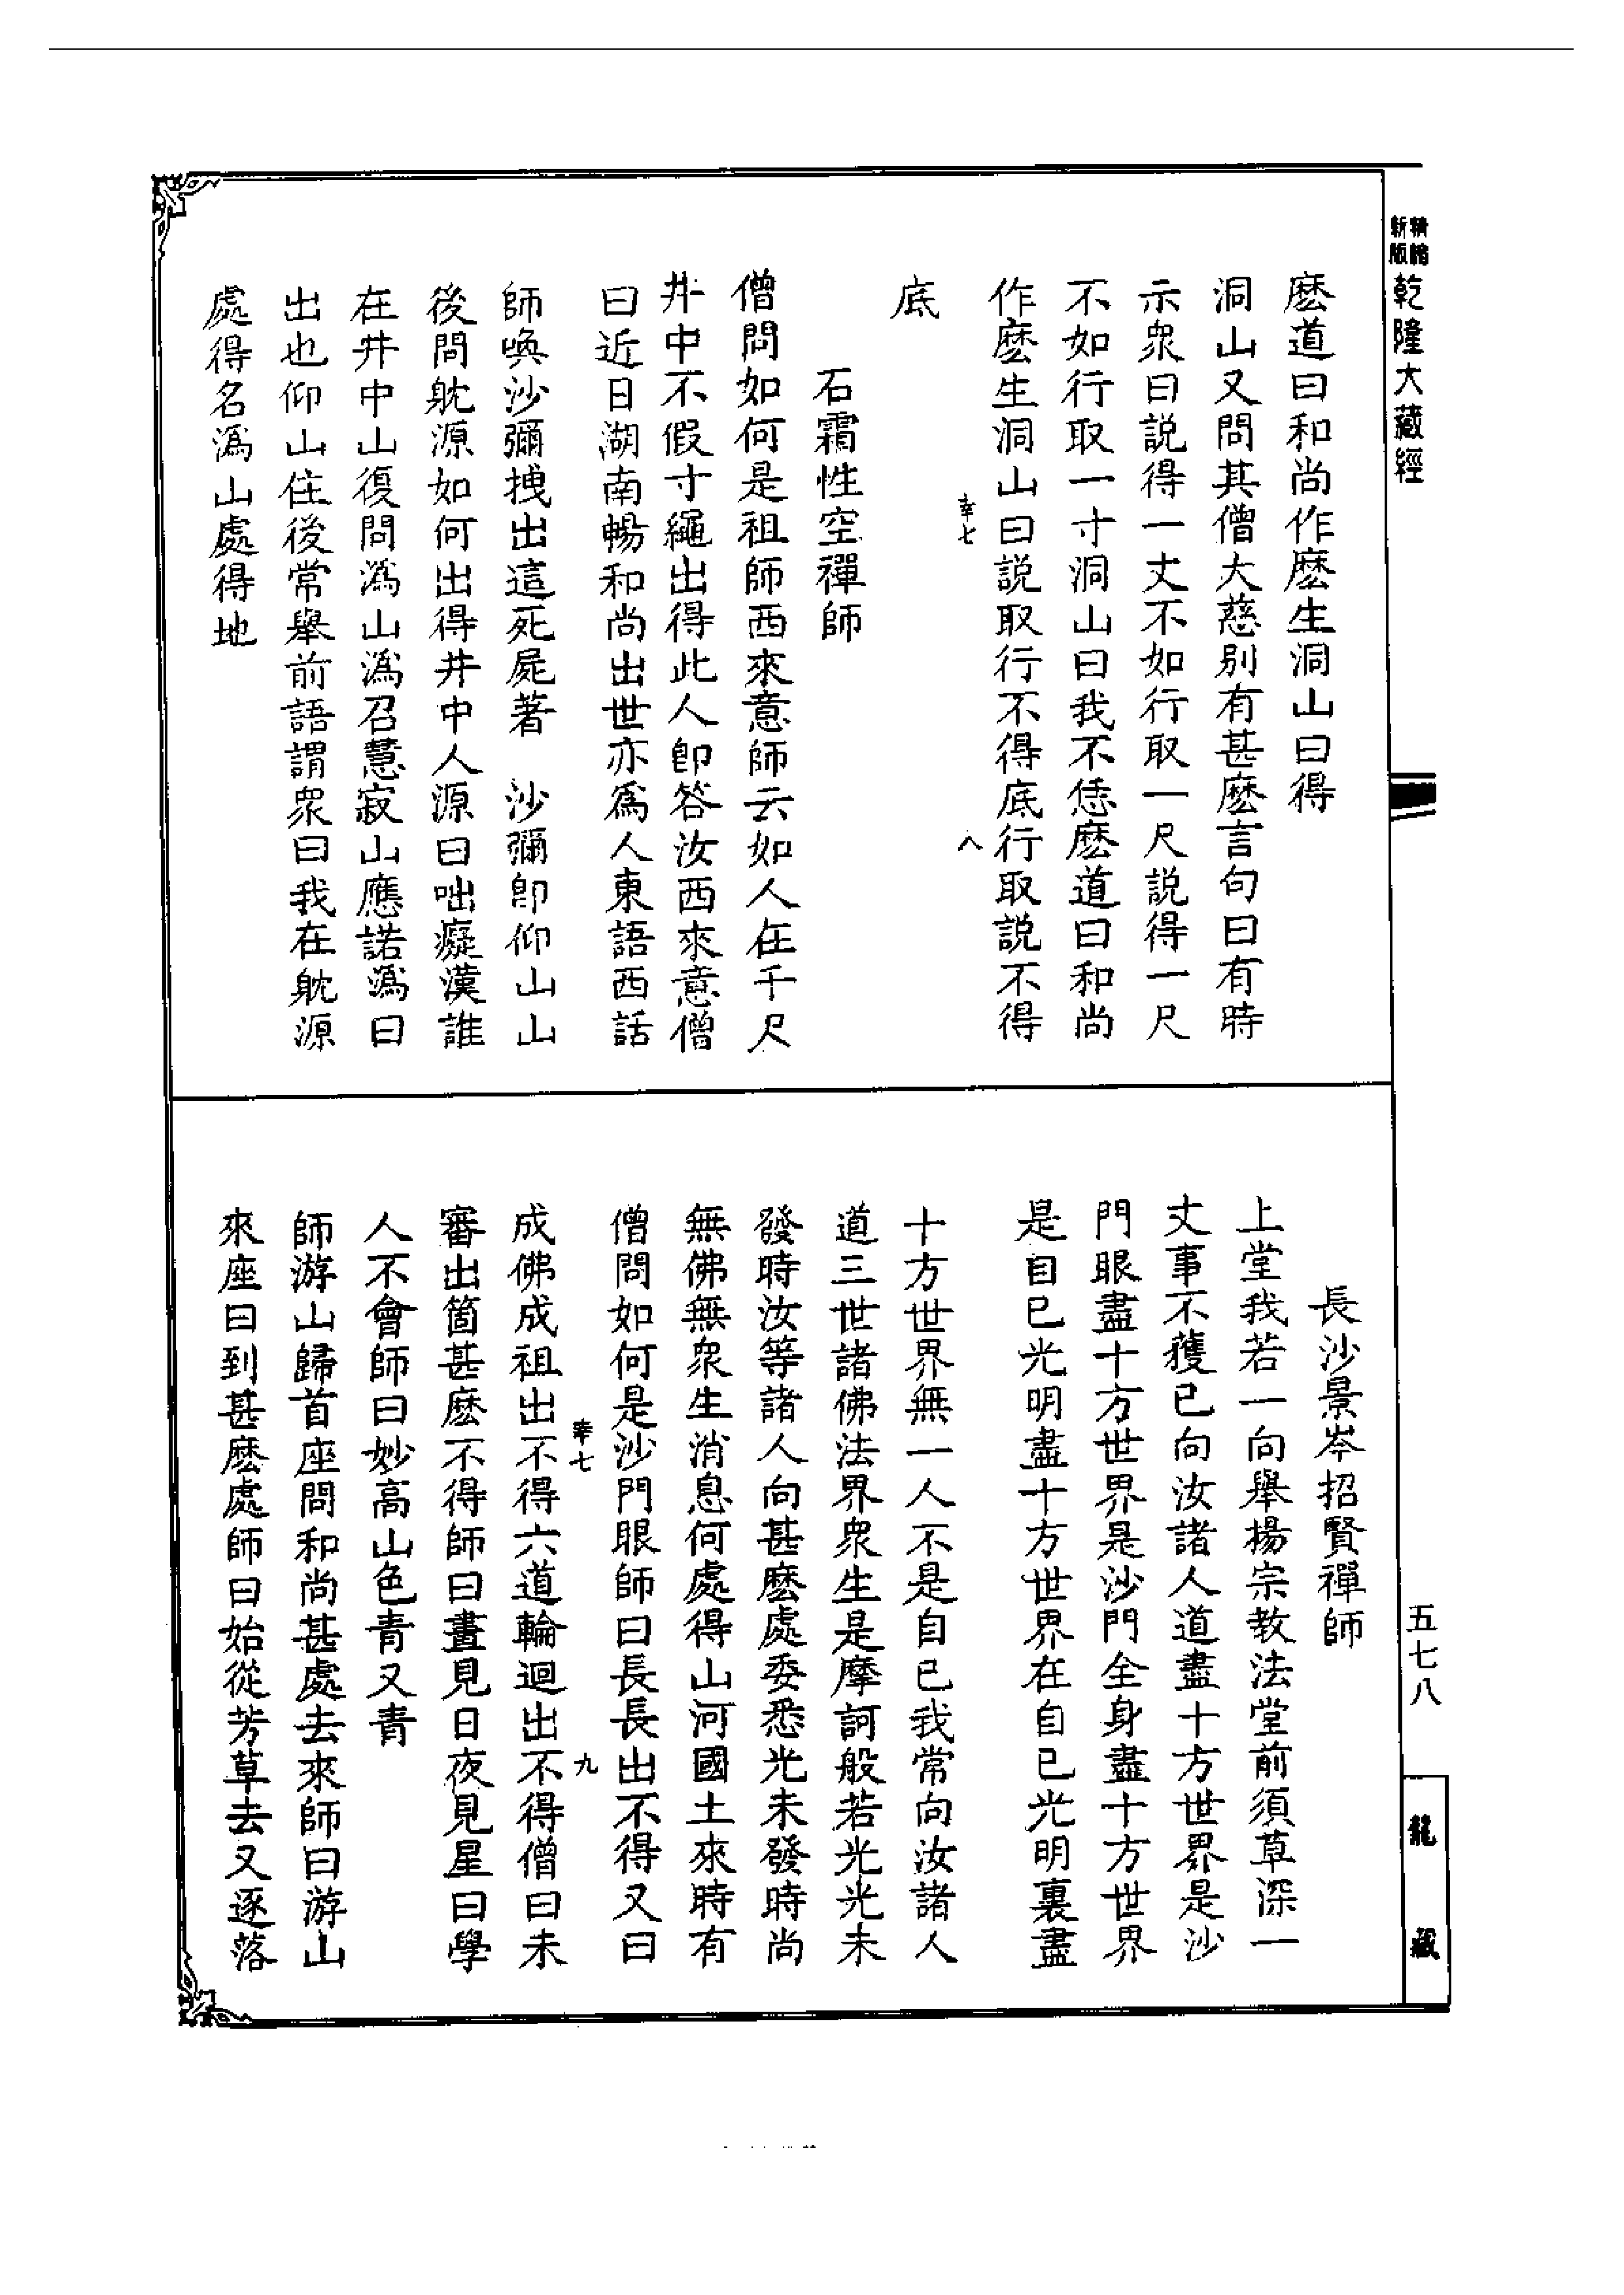 精縮
新版
乾隆大藏經
麽道曰和尚作麽生洞山曰得
洞山又問其僧大慈別有甚麽言句曰有時
示衆曰説得一丈不如行取一尺説得一尺
不如行取一寸洞山曰我不恁麽道曰和尚
作麽生洞山曰説取行不得底行取説不得
幸七
八
底
石霜性空禪師
僧問如何是祖師西來意師云如人在千尺
井中不假寸繩出得此人卽答汝西來意僧
曰近日湖南暢和尚出世亦爲人東語西話
師喚沙彌拽出這死屍著　沙彌卽仰山山
後問躭源如何出得井中人源曰咄癡漢誰
在井中山復問潙山潙召慧寂山應諾潙曰
出也仰山住後常舉前語謂衆曰我在躭源
處得名潙山處得地
五七八
龍藏
長沙景岑招賢禪師
上堂我若一向舉揚宗教法堂前須草深一
丈事不獲已向汝諸人道盡十方世界是沙
門眼盡十方世界是沙門全身盡十方世界
是自已光明盡十方世界在自已光明裏盡
十方世界無一人不是自已我常向汝諸人
道三世諸佛法界衆生是摩訶般若光光未
發時汝等諸人向甚麽處委悉光未發時尚
無佛無衆生消息何處得山河國土來時有
僧問如何是沙門眼師曰長長出不得又曰
幸七
九
成佛成祖出不得六道輪迴出不得僧曰未
審出箇甚麽不得師曰晝見日夜見星曰學
人不會師曰妙高山色青又青
師游山歸首座問和尚甚處去來師曰游山
來座曰到甚麽處師曰始從芳草去又逐落